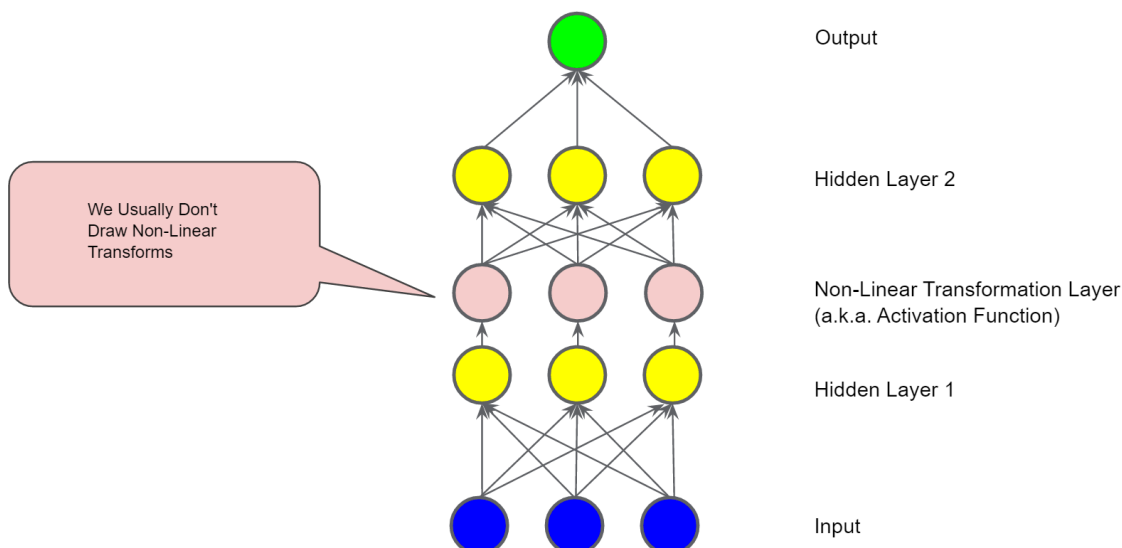 Output
Hidden Layer 2
We Usually Don't
Draw Non-Linear
Transforms
Non-Linear Transformation Layer
(a.k.a. Activation Function)
Hidden Layer 1
Input